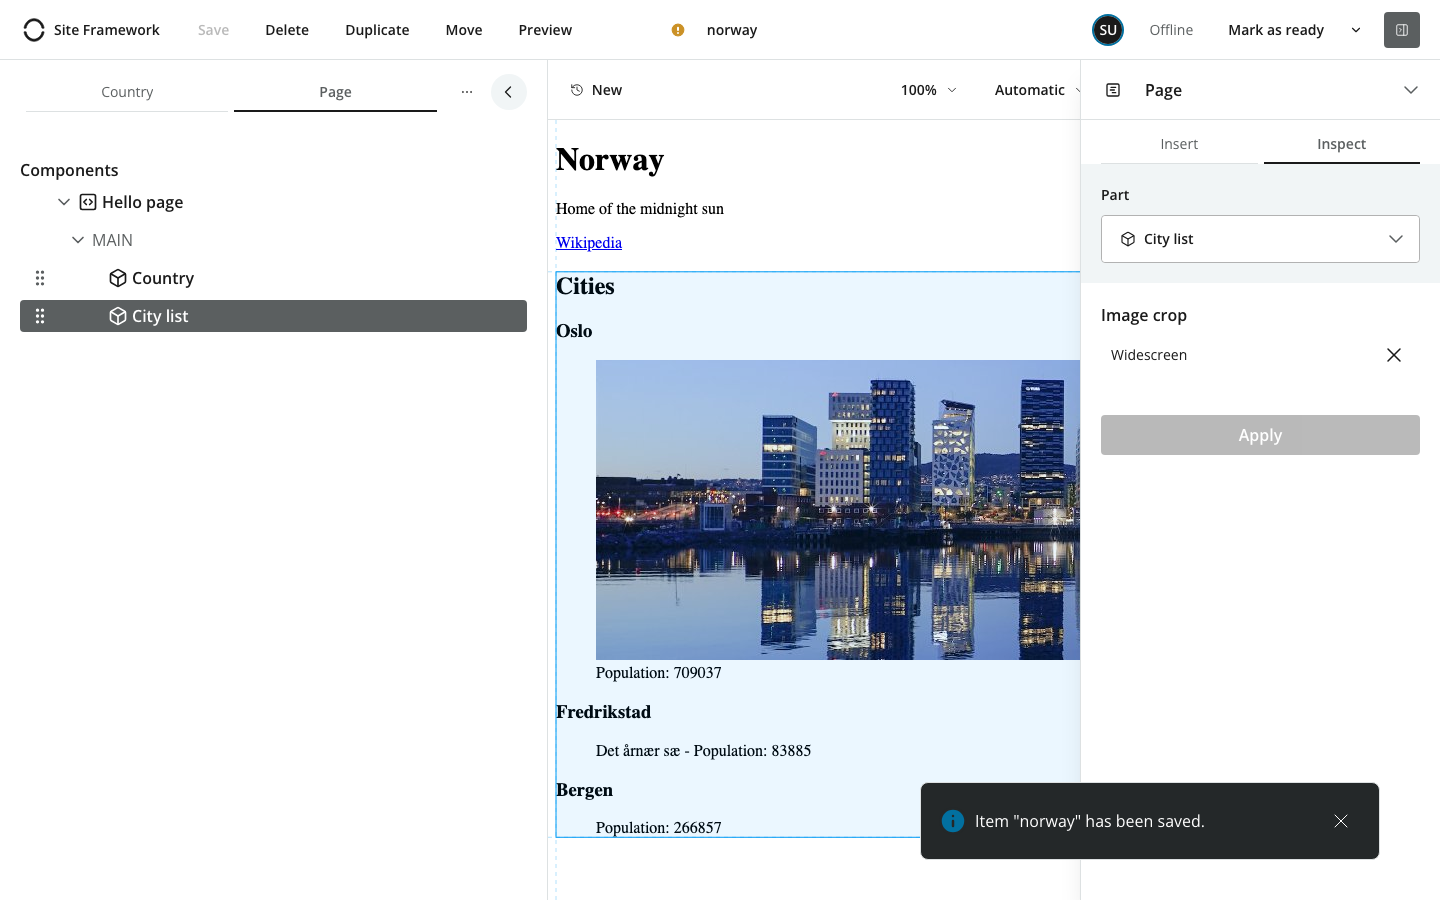 Site Framework
Save
Delete
Duplicate
Move
Preview
norway
SU
Offline
Mark as ready
Country
Page
Components
Hello page
MAIN
Country
City list
New
100%
Automatic
Norway
Home of the midnight sun
Wikipedia
Cities
Oslo
Population: 709037
Fredrikstad
Det årnær sæ - Population: 83885
Bergen
Population: 266857
Page
Insert
Inspect
Part
City list
Image crop
Widescreen
Apply
Item "norway" has been saved.